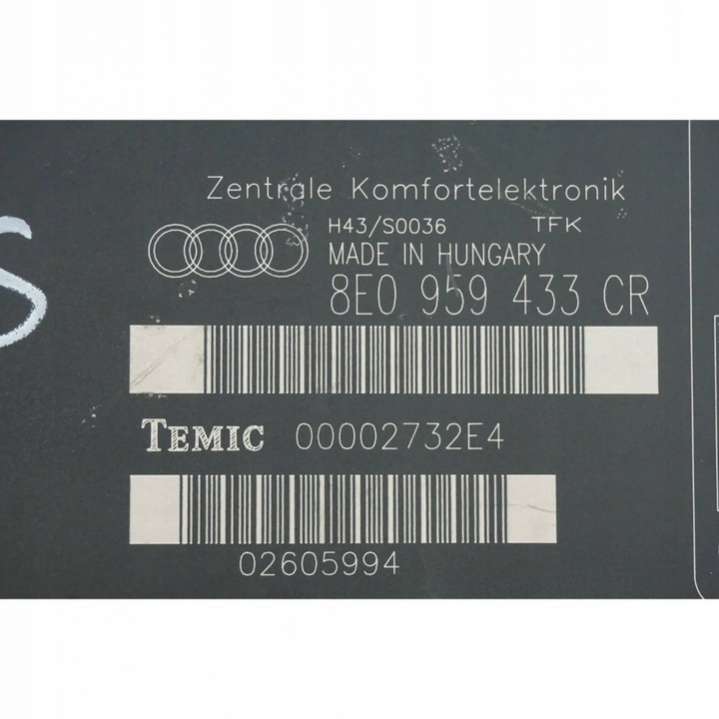 Zentrale Komfortelektronik
H43/S0036 TFK
MADE IN HUNGARY
8E0 959 433 CR
TEMIC 00002732E4
02605994
S